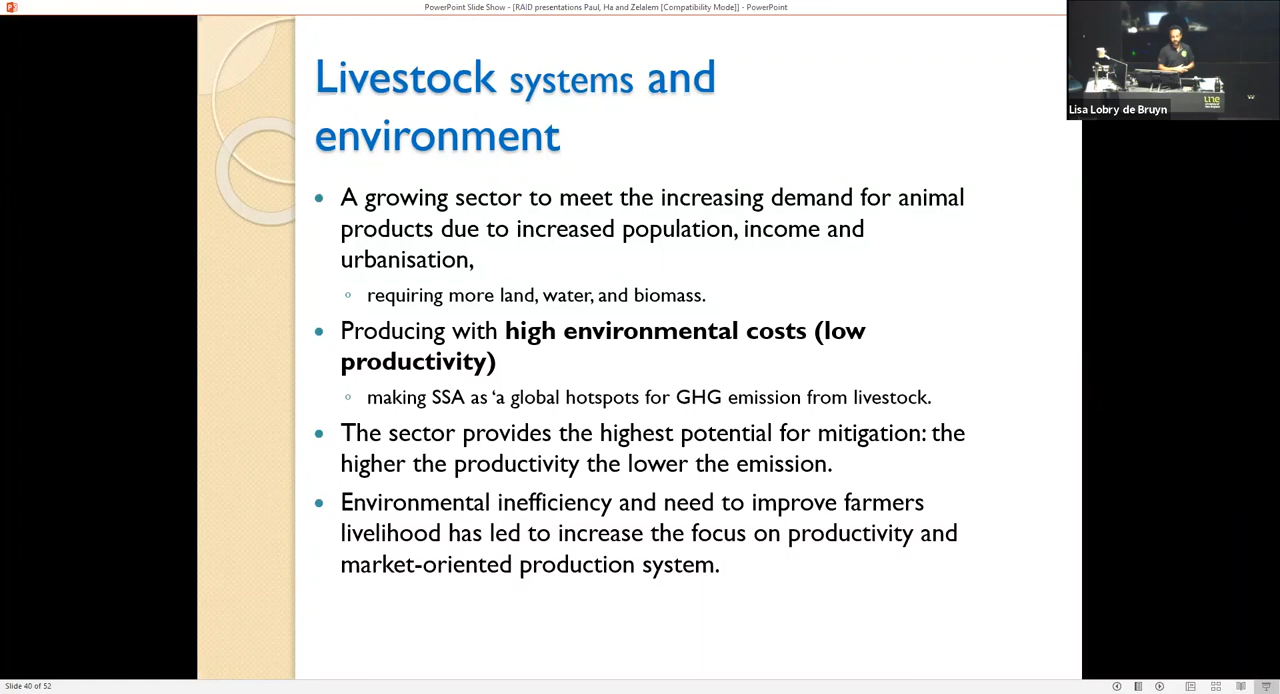 PowerPoint Slide Show - [RAID presentations Paul, Ha and Zelalem [Compatibility Mode]] - PowerPoint
Lisa Lobry de Bruyn
une
Livestock systems and
environment
• A growing sector to meet the increasing demand for animal
products due to increased population, income and
urbanisation,
◦ requiring more land, water, and biomass.
• Producing with high environmental costs (low
productivity)
◦ making SSA as ‘a global hotspots for GHG emission from livestock.
• The sector provides the highest potential for mitigation: the
higher the productivity the lower the emission.
• Environmental inefficiency and need to improve farmers
livelihood has led to increase the focus on productivity and
market-oriented production system.
Slide 40 of 52